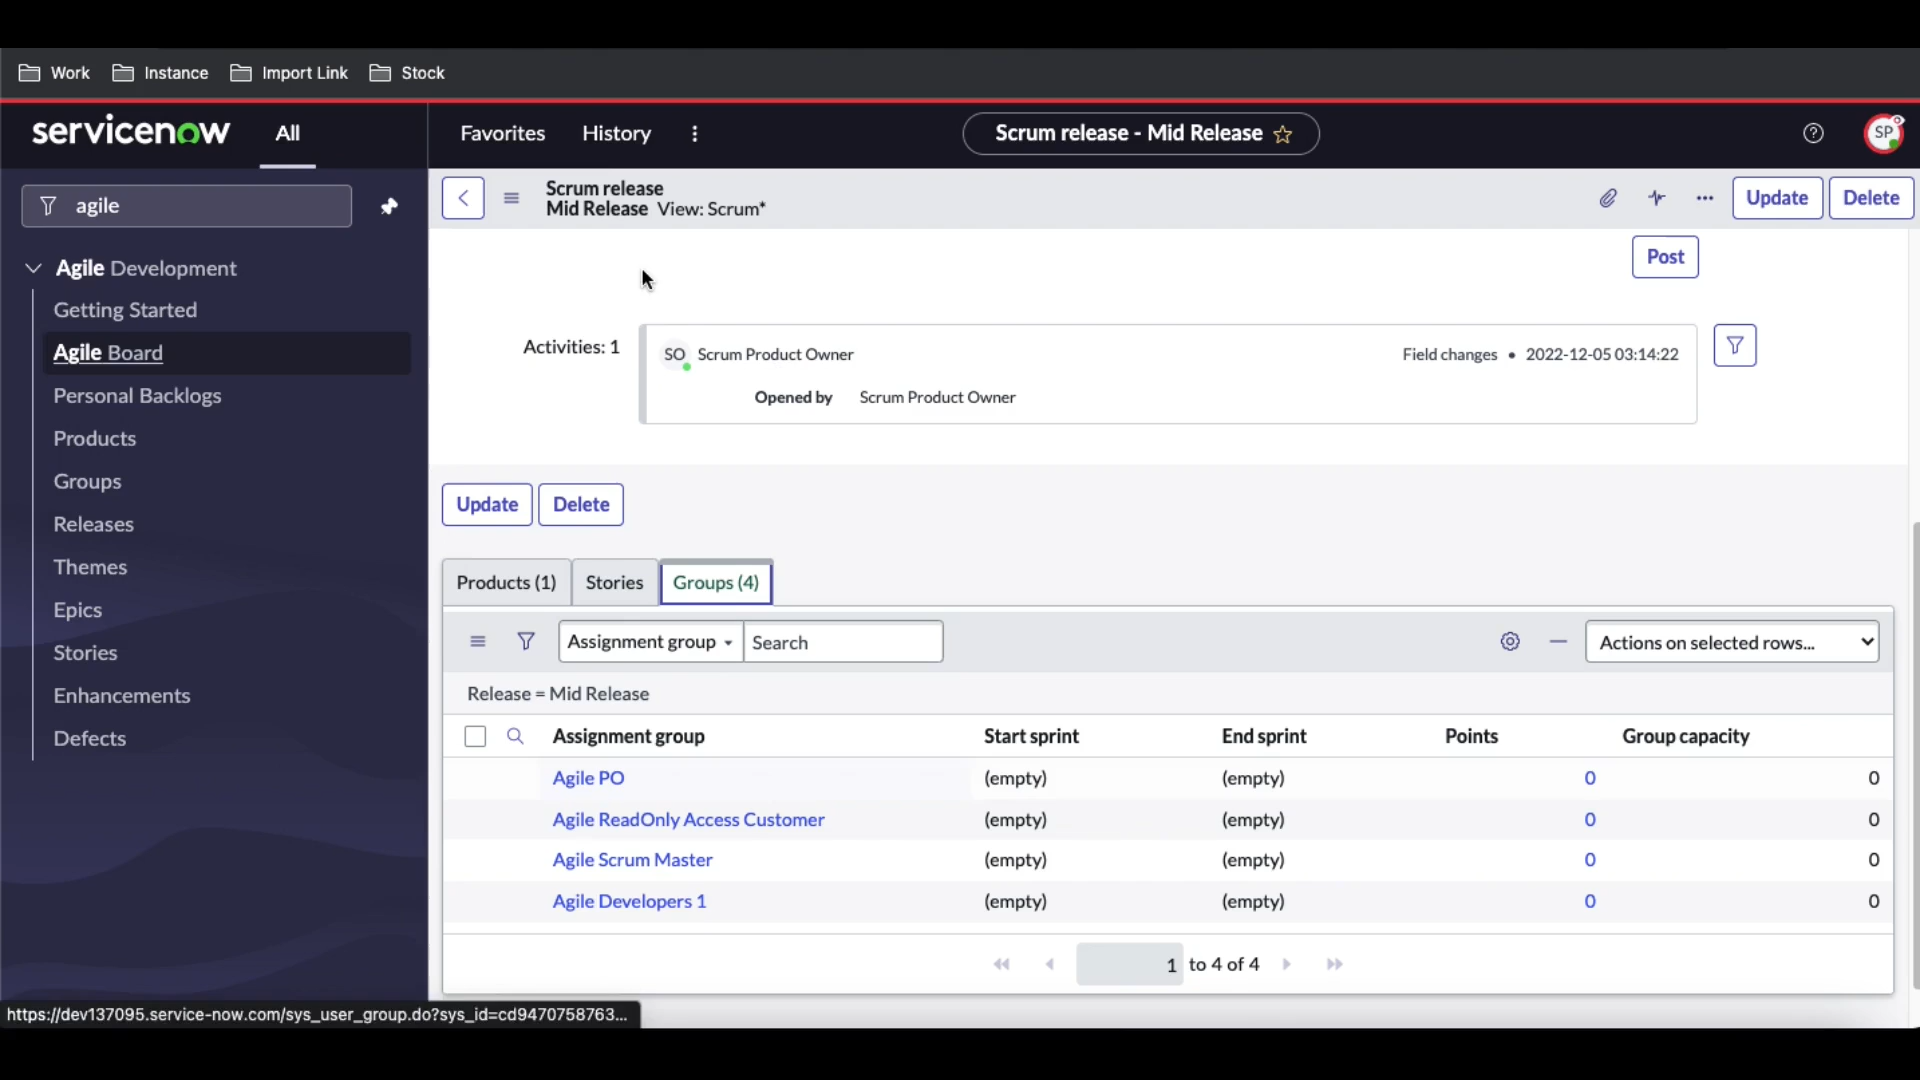 Work Instance Import Link Stock
servicenow All Favorites History Scrum release - Mid Release SP
agile
Agile Development
Getting Started
Agile Board
Personal Backlogs
Products
Groups
Releases
Themes
Epics
Stories
Enhancements
Defects
Scrum release
Mid Release View: Scrum*
Update Delete
Post
Activities: 1
SO Scrum Product Owner Field changes • 2022-12-05 03:14:22
Opened by Scrum Product Owner
Update Delete
Products (1) Stories Groups (4)
Assignment group Search Actions on selected rows...
Release = Mid Release
Assignment group Start sprint End sprint Points Group capacity
Agile PO (empty) (empty) 0 0
Agile ReadOnly Access Customer (empty) (empty) 0 0
Agile Scrum Master (empty) (empty) 0 0
Agile Developers 1 (empty) (empty) 0 0
1 to 4 of 4
https://dev137095.service-now.com/sys_user_group.do?sys_id=cd9470758763...